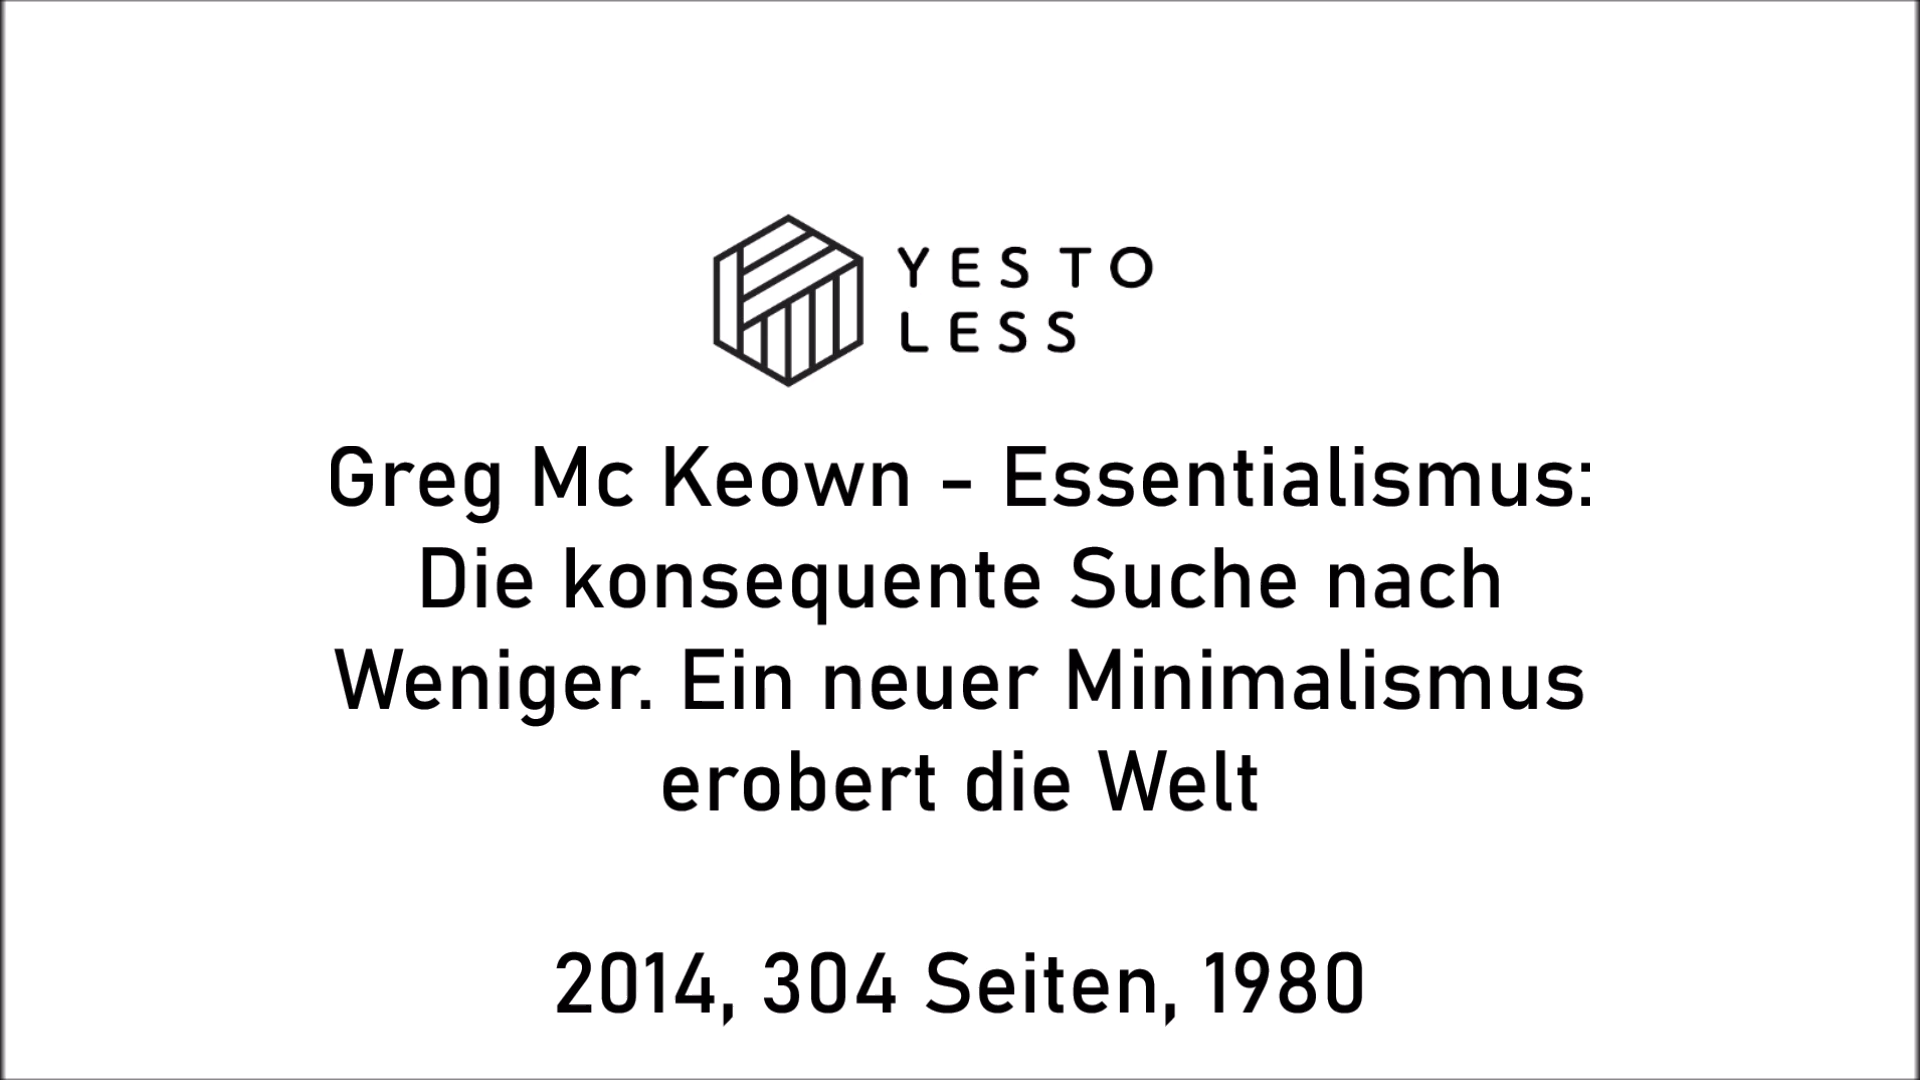 YES TO
LESS
Greg Mc Keown - Essentialismus:
Die konsequente Suche nach
Weniger. Ein neuer Minimalismus
erobert die Welt
2014, 304 Seiten, 1980